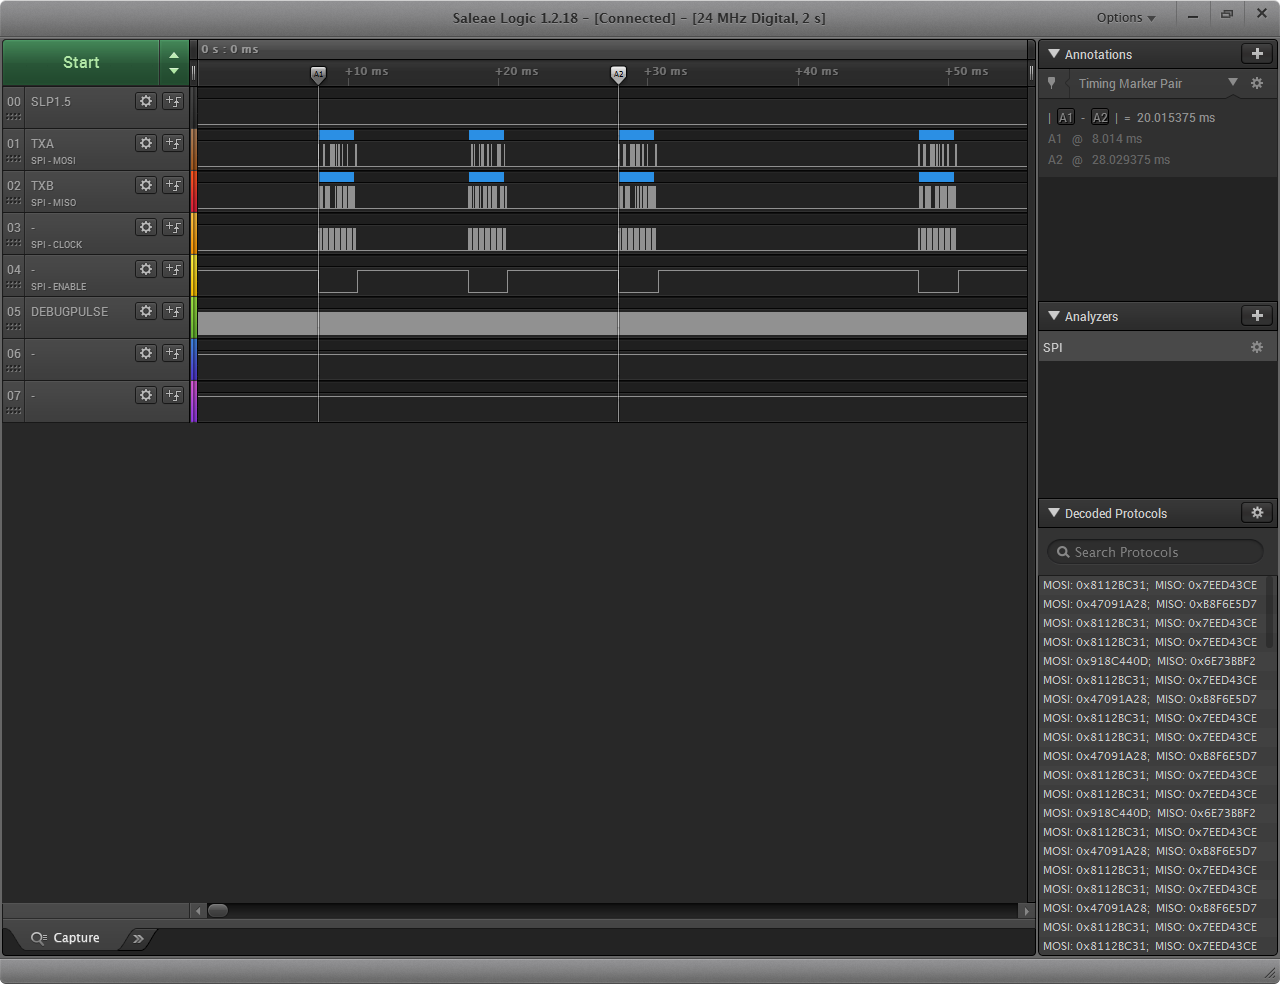 Saleae Logic 1.2.18 - [Connected] - [24 MHz Digital, 2 s]
Options
Start
0 s : 0 ms
A1
+10 ms
+20 ms
A2
+30 ms
+40 ms
+50 ms
00 SLP1.5
01 TXA
SPI - MOSI
02 TXB
SPI - MISO
03 -
SPI - CLOCK
04 -
SPI - ENABLE
05 DEBUGPULSE
06 -
07 -
Capture
Annotations
Timing Marker Pair
| A1 - A2 | = 20.015375 ms
A1 @ 8.014 ms
A2 @ 28.029375 ms
Analyzers
SPI
Decoded Protocols
Search Protocols
MOSI: 0x8112BC31; MISO: 0x7EED43CE
MOSI: 0x47091A28; MISO: 0xB8F6E5D7
MOSI: 0x8112BC31; MISO: 0x7EED43CE
MOSI: 0x8112BC31; MISO: 0x7EED43CE
MOSI: 0x918C440D; MISO: 0x6E73BBF2
MOSI: 0x8112BC31; MISO: 0x7EED43CE
MOSI: 0x47091A28; MISO: 0xB8F6E5D7
MOSI: 0x8112BC31; MISO: 0x7EED43CE
MOSI: 0x8112BC31; MISO: 0x7EED43CE
MOSI: 0x47091A28; MISO: 0xB8F6E5D7
MOSI: 0x8112BC31; MISO: 0x7EED43CE
MOSI: 0x8112BC31; MISO: 0x7EED43CE
MOSI: 0x918C440D; MISO: 0x6E73BBF2
MOSI: 0x8112BC31; MISO: 0x7EED43CE
MOSI: 0x47091A28; MISO: 0xB8F6E5D7
MOSI: 0x8112BC31; MISO: 0x7EED43CE
MOSI: 0x8112BC31; MISO: 0x7EED43CE
MOSI: 0x47091A28; MISO: 0xB8F6E5D7
MOSI: 0x8112BC31; MISO: 0x7EED43CE
MOSI: 0x8112BC31; MISO: 0x7EED43CE